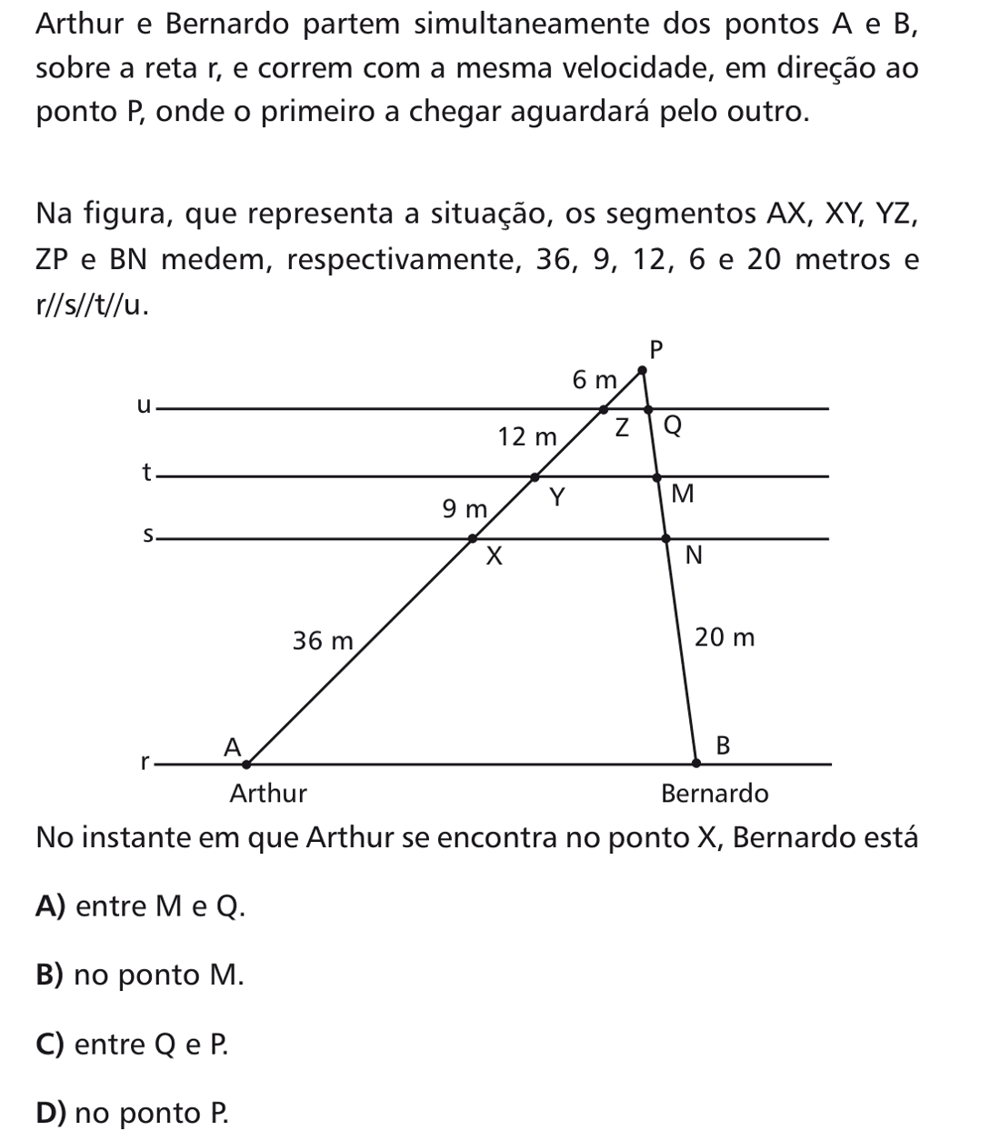 Arthur e Bernardo partem simultaneamente dos pontos A e B,
sobre a reta r, e correm com a mesma velocidade, em direção ao
ponto P, onde o primeiro a chegar aguardará pelo outro.
Na figura, que representa a situação, os segmentos AX, XY, YZ,
ZP e BN medem, respectivamente, 36, 9, 12, 6 e 20 metros e
r//s//t//u.
P
6 m
u
Z Q
12 m
t
Y M
9 m
s
X N
36 m 20 m
A B
r
Arthur Bernardo
No instante em que Arthur se encontra no ponto X, Bernardo está
A) entre M e Q.
B) no ponto M.
C) entre Q e P.
D) no ponto P.